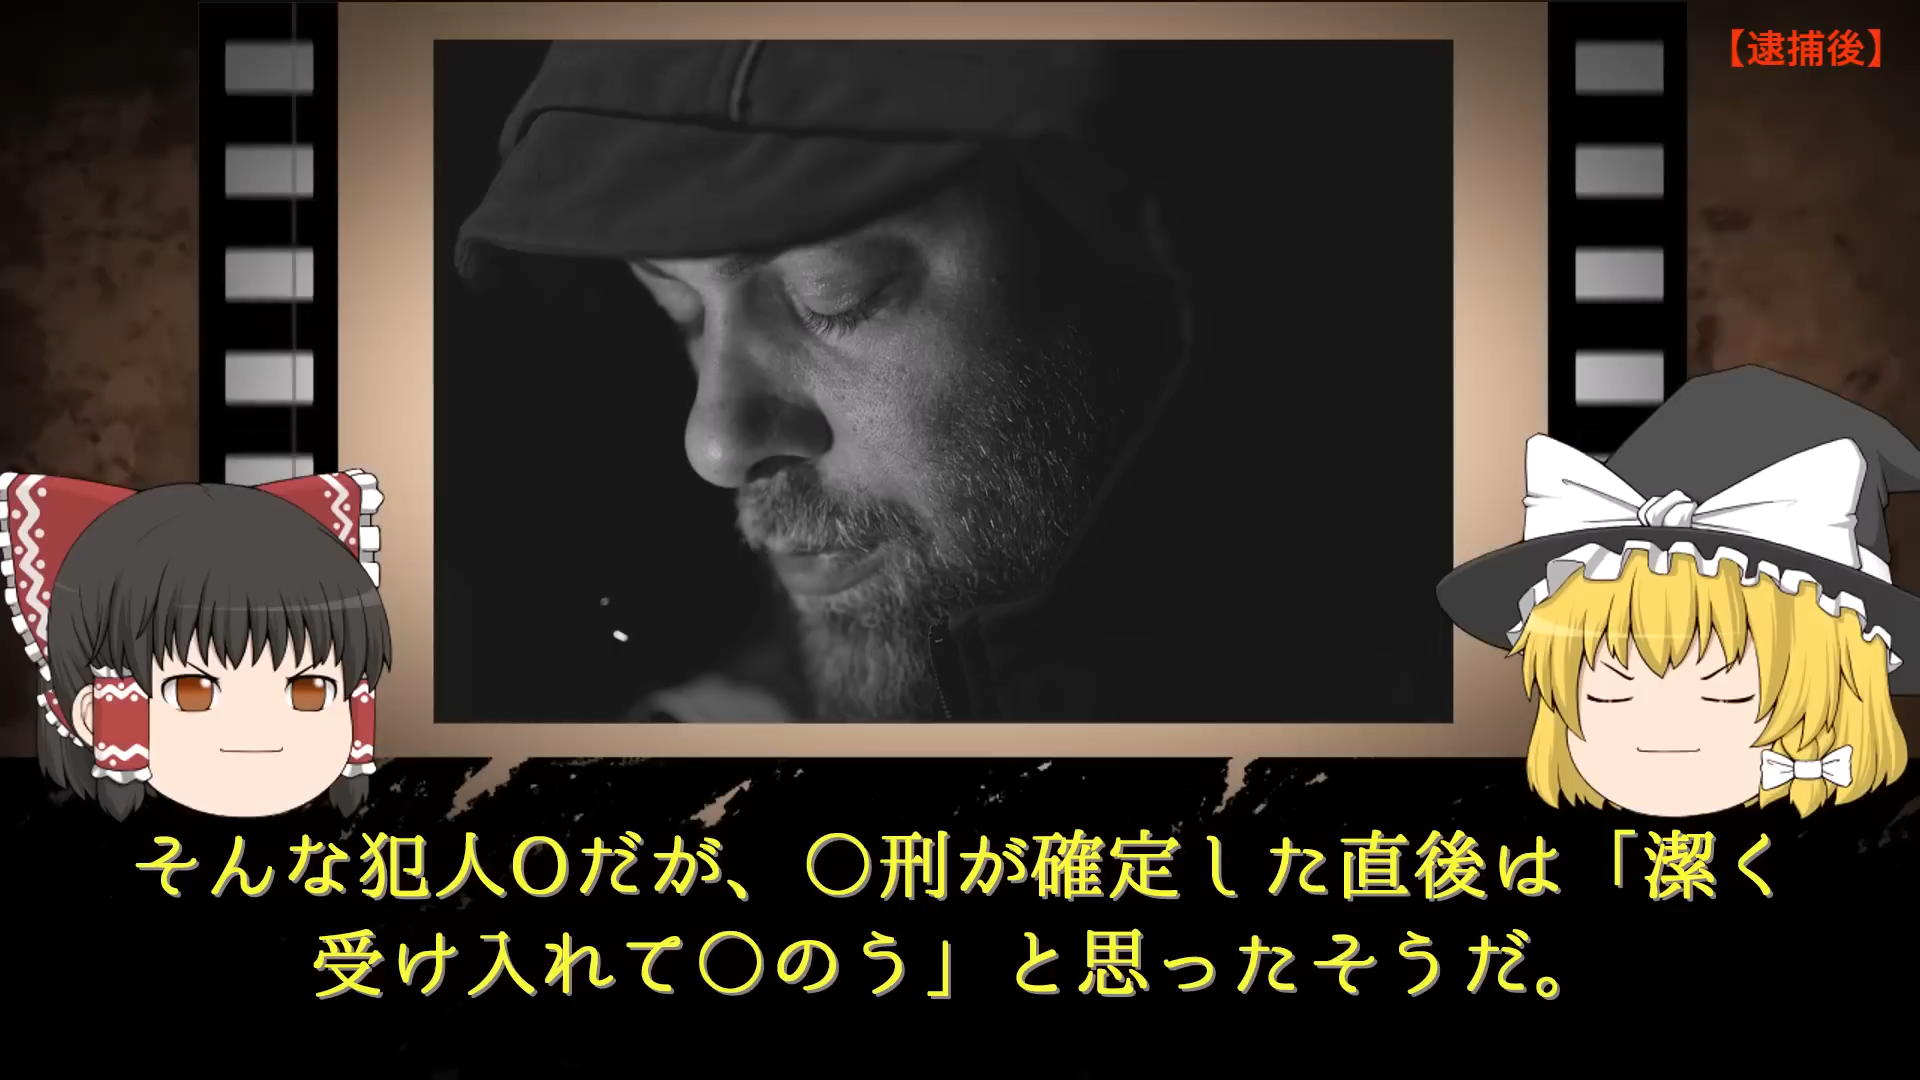 【逮捕後】
そんな犯人Oだが、〇刑が確定した直後は「潔く
受け入れて〇のう」と思ったそうだ。